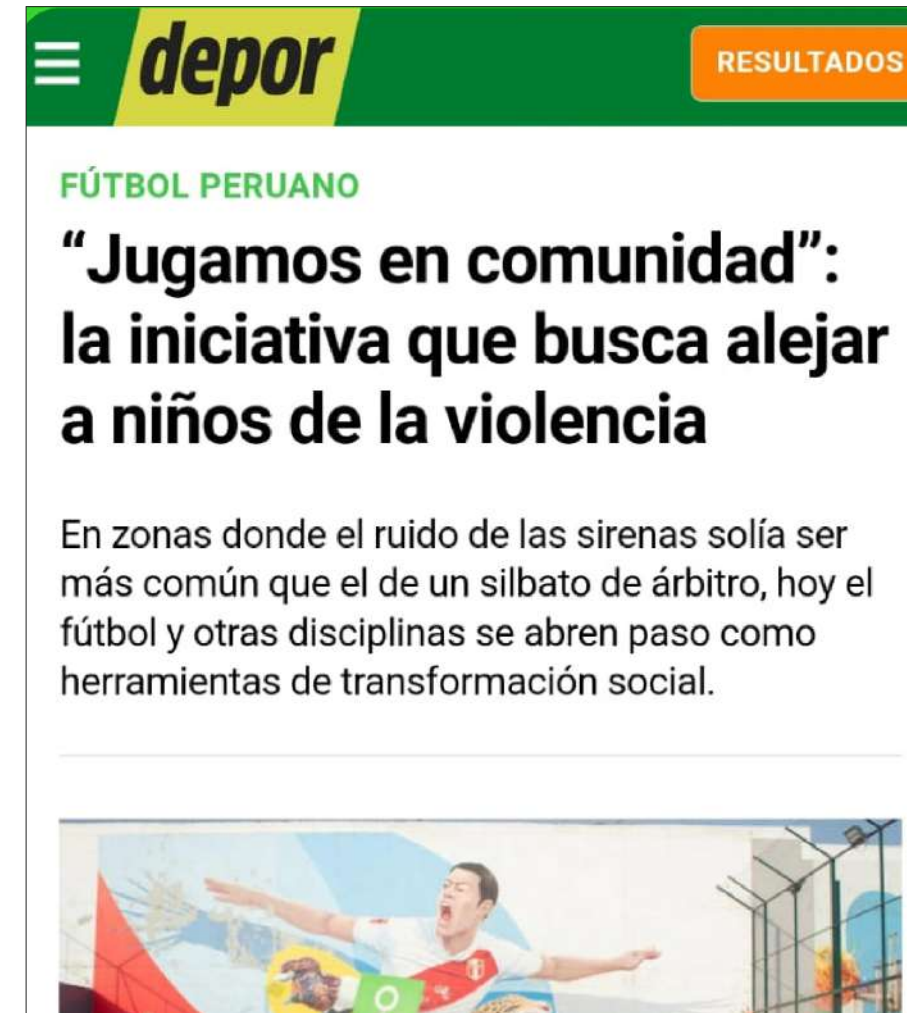 depor
RESULTADOS
FÚTBOL PERUANO
“Jugamos en comunidad”:
la iniciativa que busca alejar
a niños de la violencia
En zonas donde el ruido de las sirenas solía ser
más común que el de un silbato de árbitro, hoy el
fútbol y otras disciplinas se abren paso como
herramientas de transformación social.